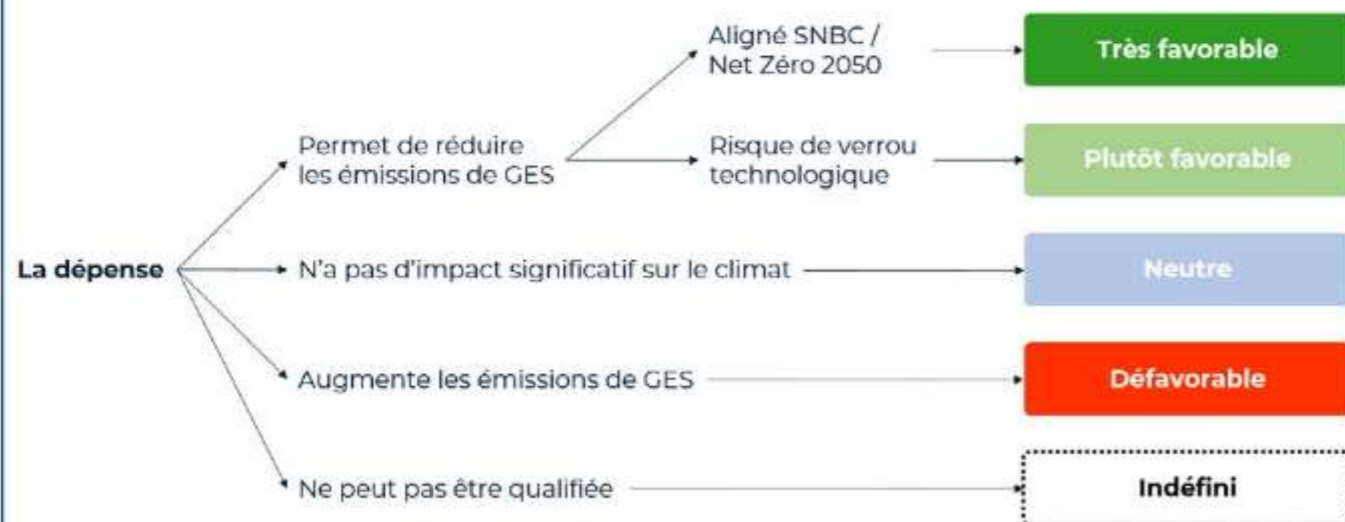 Aligné SNBC /
Net Zéro 2050
Très favorable
Permet de réduire
les émissions de GES
Risque de verrou
technologique
Plutôt favorable
La dépense
N'a pas d'impact significatif sur le climat
Neutre
Augmente les émissions de GES
Défavorable
Ne peut pas être qualifiée
Indéfini